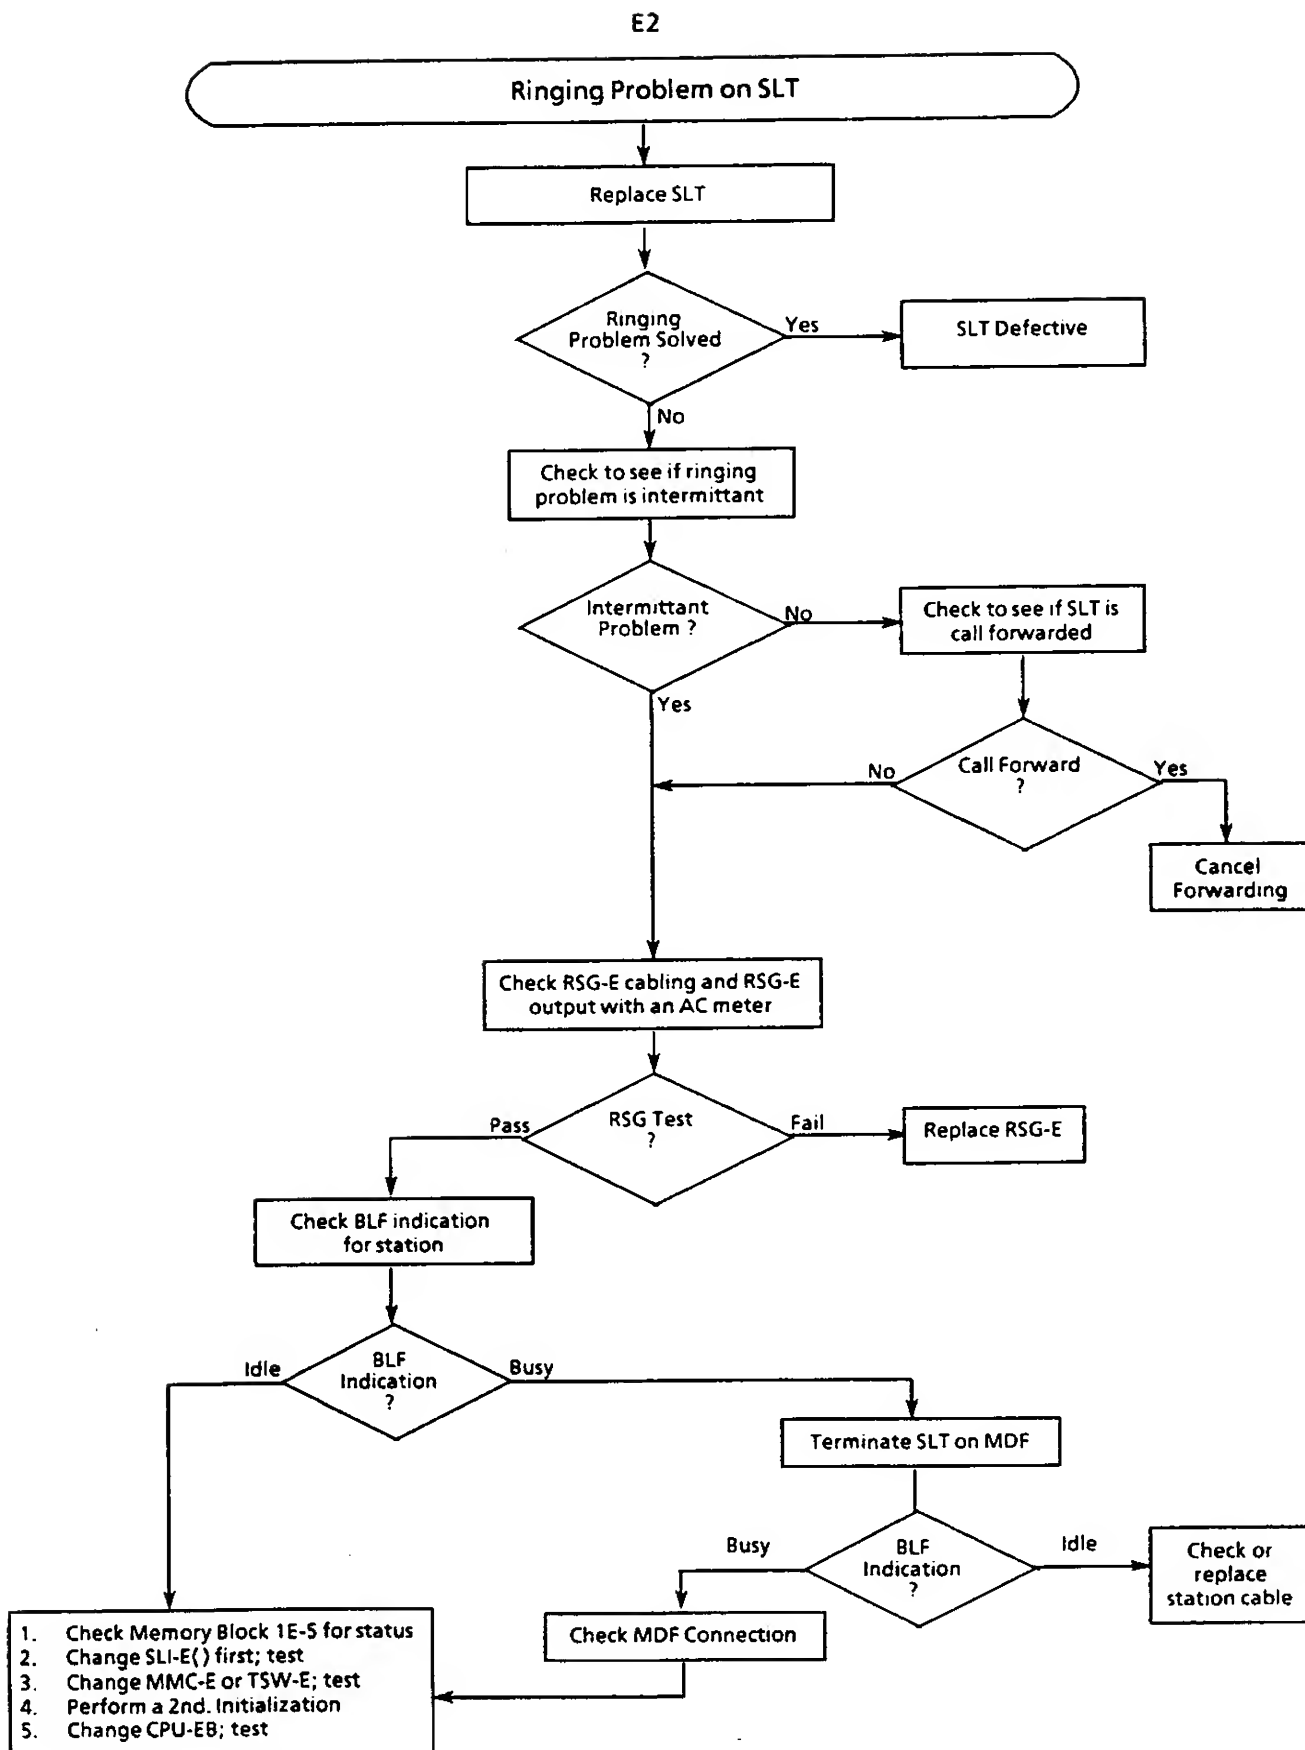 E2
Ringing Problem on SLT
Replace SLT
Ringing
Problem Solved
?
Yes
SLT Defective
No
Check to see if ringing
problem is intermittant
Intermittant
Problem ?
No
Check to see if SLT is
call forwarded
Yes
Call Forward
?
No
Yes
Cancel
Forwarding
Check RSG-E cabling and RSG-E
output with an AC meter
RSG Test
?
Pass
Fail
Replace RSG-E
Check BLF indication
for station
BLF
Indication
?
Idle
Busy
Terminate SLT on MDF
BLF
Indication
?
Busy
Idle
Check or
replace
station cable
Check MDF Connection
1. Check Memory Block 1E-5 for status
2. Change SLI-E() first; test
3. Change MMC-E or TSW-E; test
4. Perform a 2nd. Initialization
5. Change CPU-EB; test